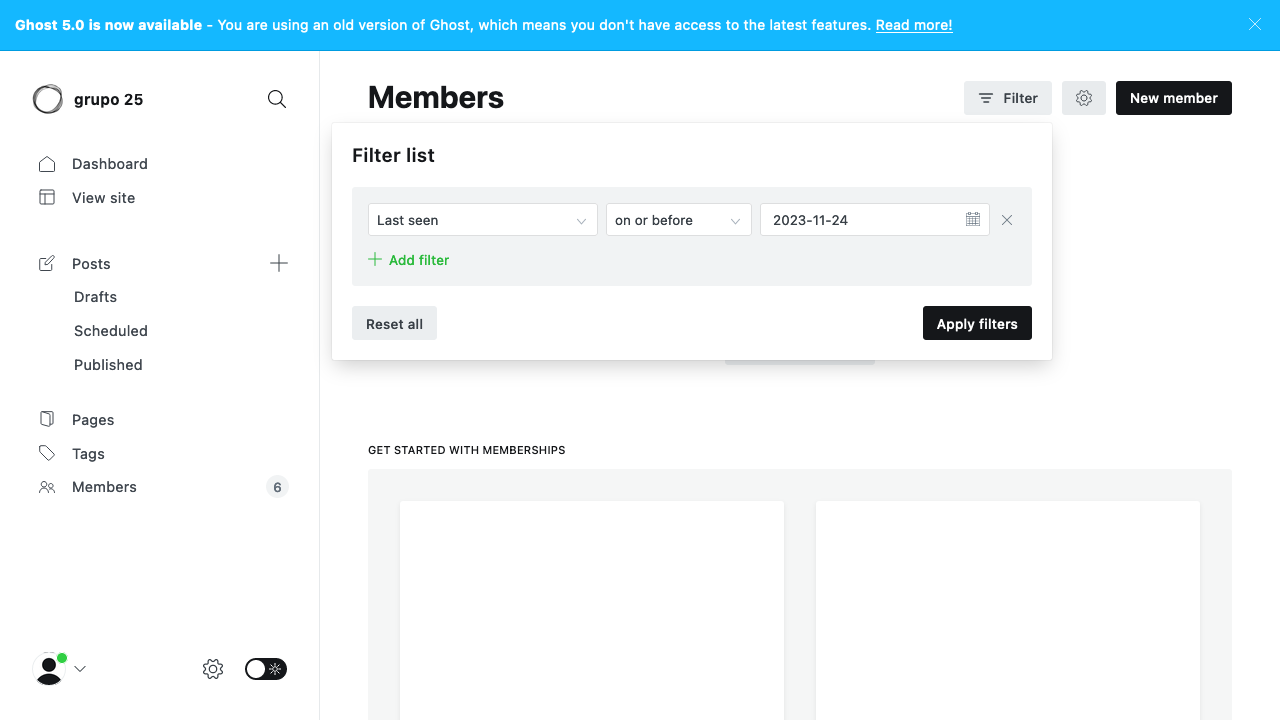 Ghost 5.0 is now available - You are using an old version of Ghost, which means you don't have access to the latest features. Read more!
grupo 25
Dashboard
View site
Posts
Drafts
Scheduled
Published
Pages
Tags
Members 6
Members
Filter
New member
Filter list
Last seen on or before 2023-11-24
Add filter
Reset all Apply filters
GET STARTED WITH MEMBERSHIPS